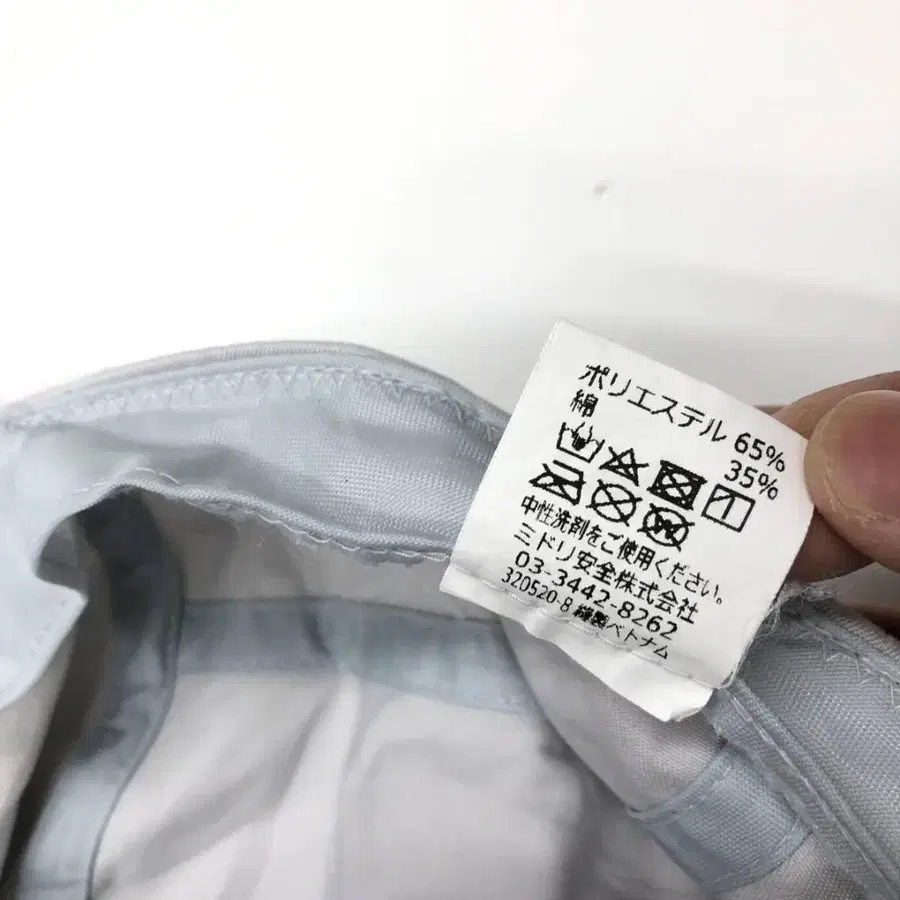 ポリエステル 65%
綿 35%
中性洗剤をご使用ください。
ミドリ安全株式会社
03-3442-8262
320520-8 縫製ベトナム